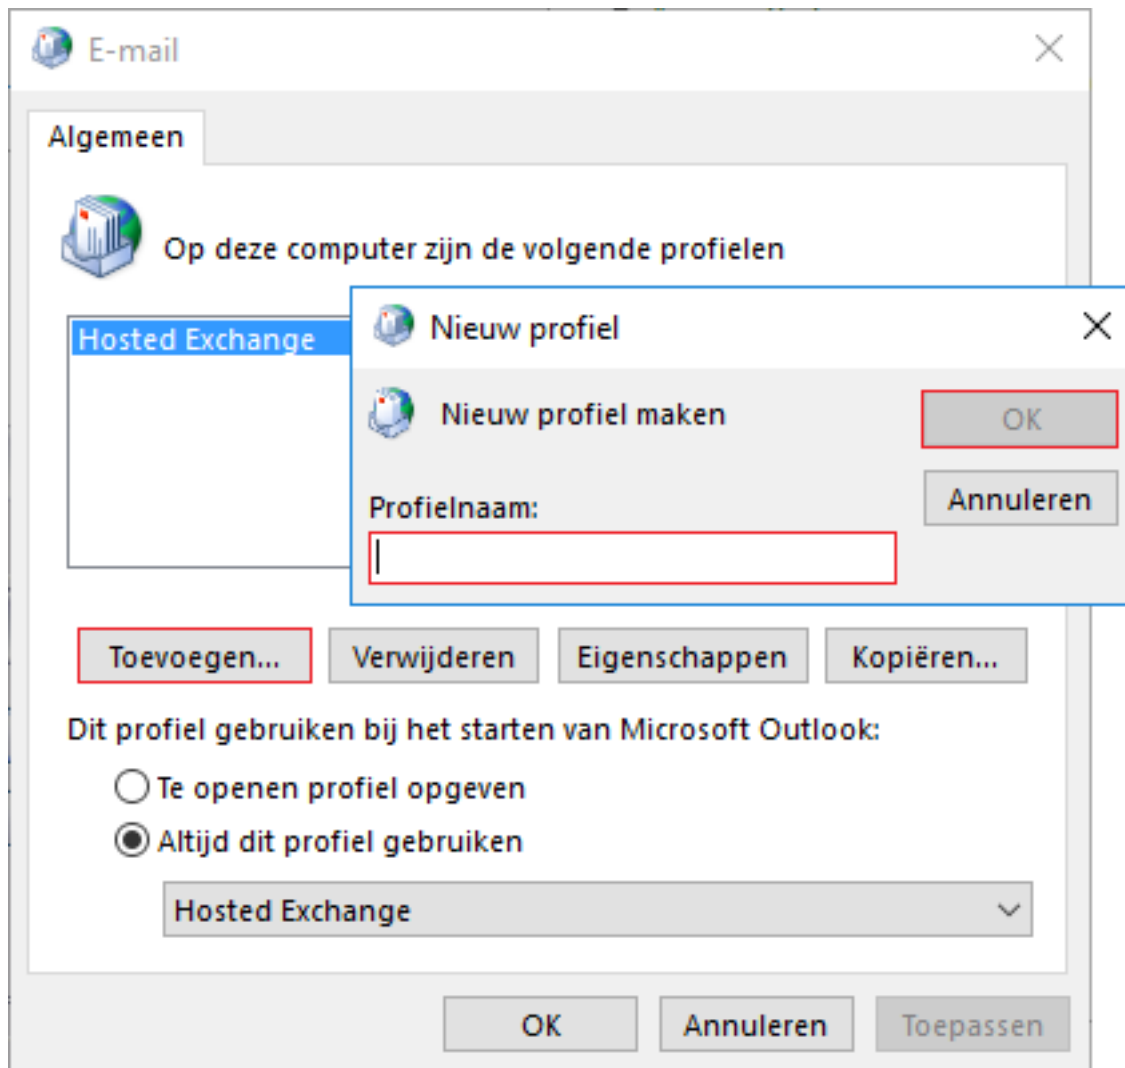 E-mail
Algemeen
Op deze computer zijn de volgende profielen
Hosted Exchange
Nieuw profiel
Nieuw profiel maken
OK
Annuleren
Profielnaam:
Toevoegen...
Verwijderen
Eigenschappen
Kopiëren...
Dit profiel gebruiken bij het starten van Microsoft Outlook:
Te openen profiel opgeven
Altijd dit profiel gebruiken
Hosted Exchange
OK
Annuleren
Toepassen